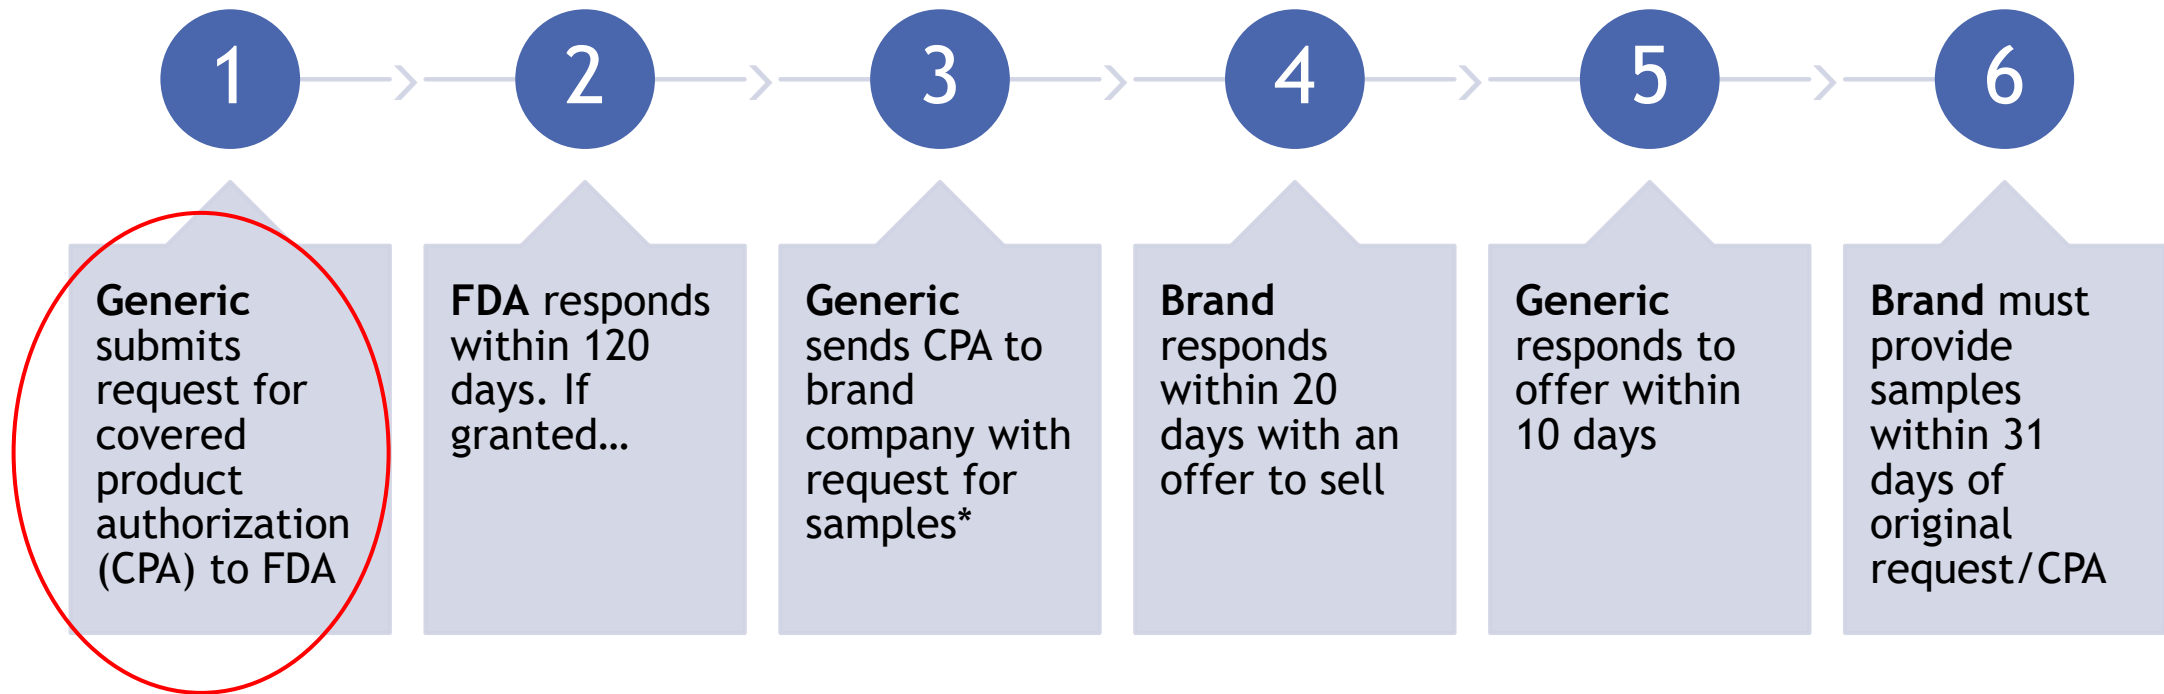 1
2
3
4
5
6
Generic
submits
request for
covered
product
authorization
(CPA) to FDA
FDA responds
within 120
days. If
granted…
Generic
sends CPA to
brand
company with
request for
samples*
Brand
responds
within 20
days with an
offer to sell
Generic
responds to
offer within
10 days
Brand must
provide
samples
within 31
days of
original
request/CPA